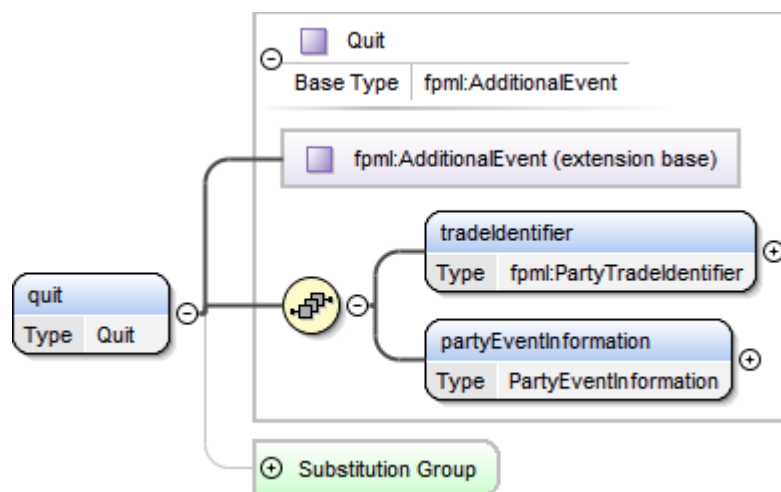 Quit
Base Type fpml:AdditionalEvent
fpml:AdditionalEvent (extension base)
tradeIdentifier
Type fpml:PartyTradeIdentifier
quit
Type Quit
partyEventInformation
Type PartyEventInformation
Substitution Group